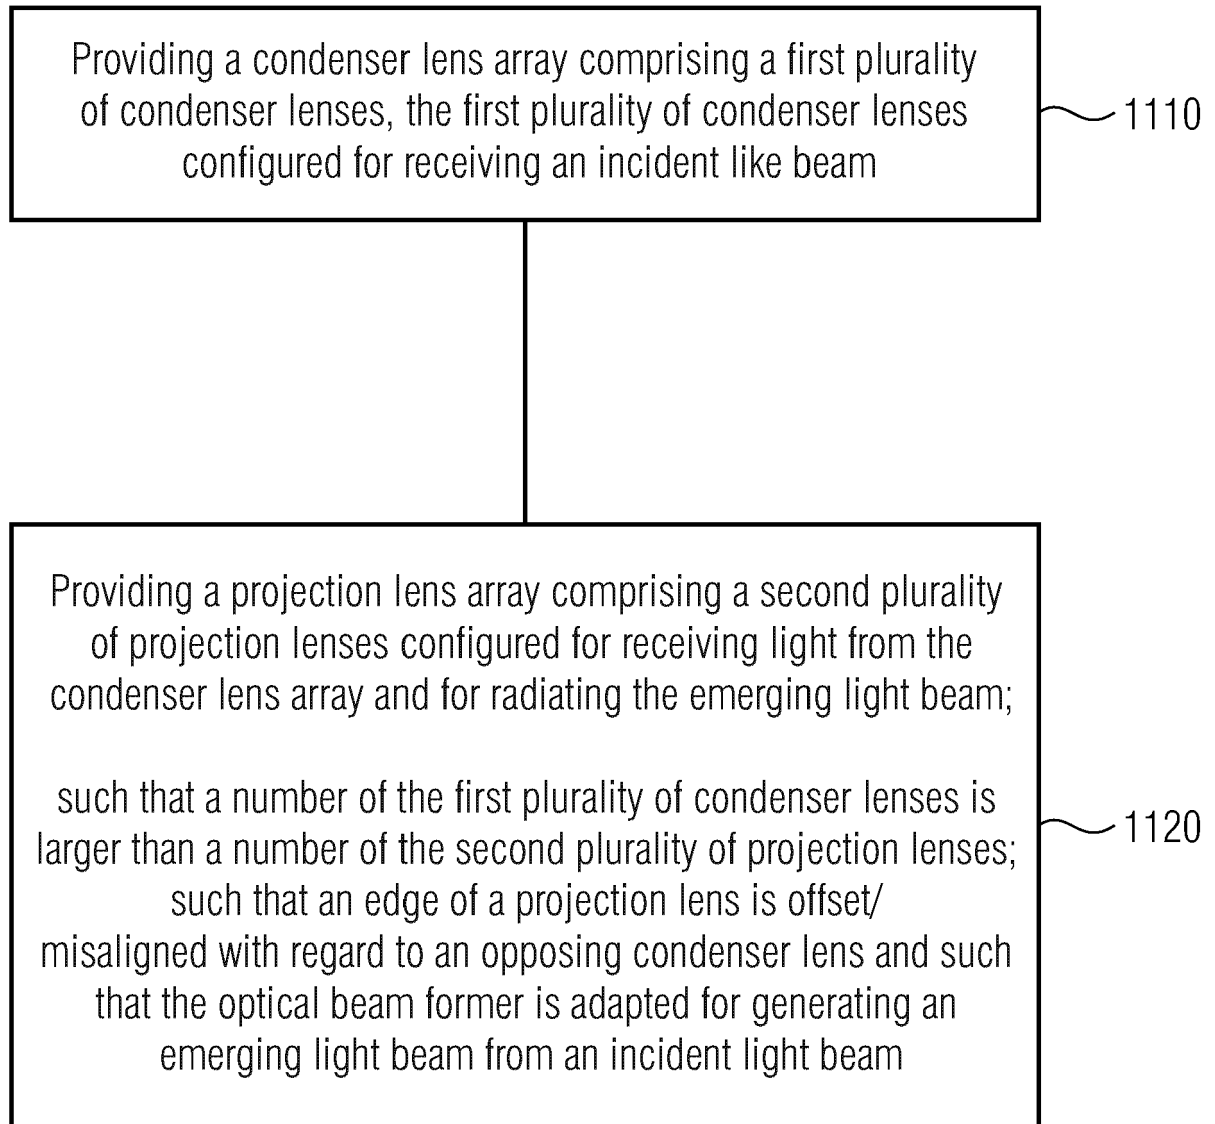 Providing a condenser lens array comprising a first plurality
of condenser lenses, the first plurality of condenser lenses
configured for receiving an incident like beam
1110
Providing a projection lens array comprising a second plurality
of projection lenses configured for receiving light from the
condenser lens array and for radiating the emerging light beam;
such that a number of the first plurality of condenser lenses is
larger than a number of the second plurality of projection lenses;
such that an edge of a projection lens is offset/
misaligned with regard to an opposing condenser lens and such
that the optical beam former is adapted for generating an
emerging light beam from an incident light beam
1120